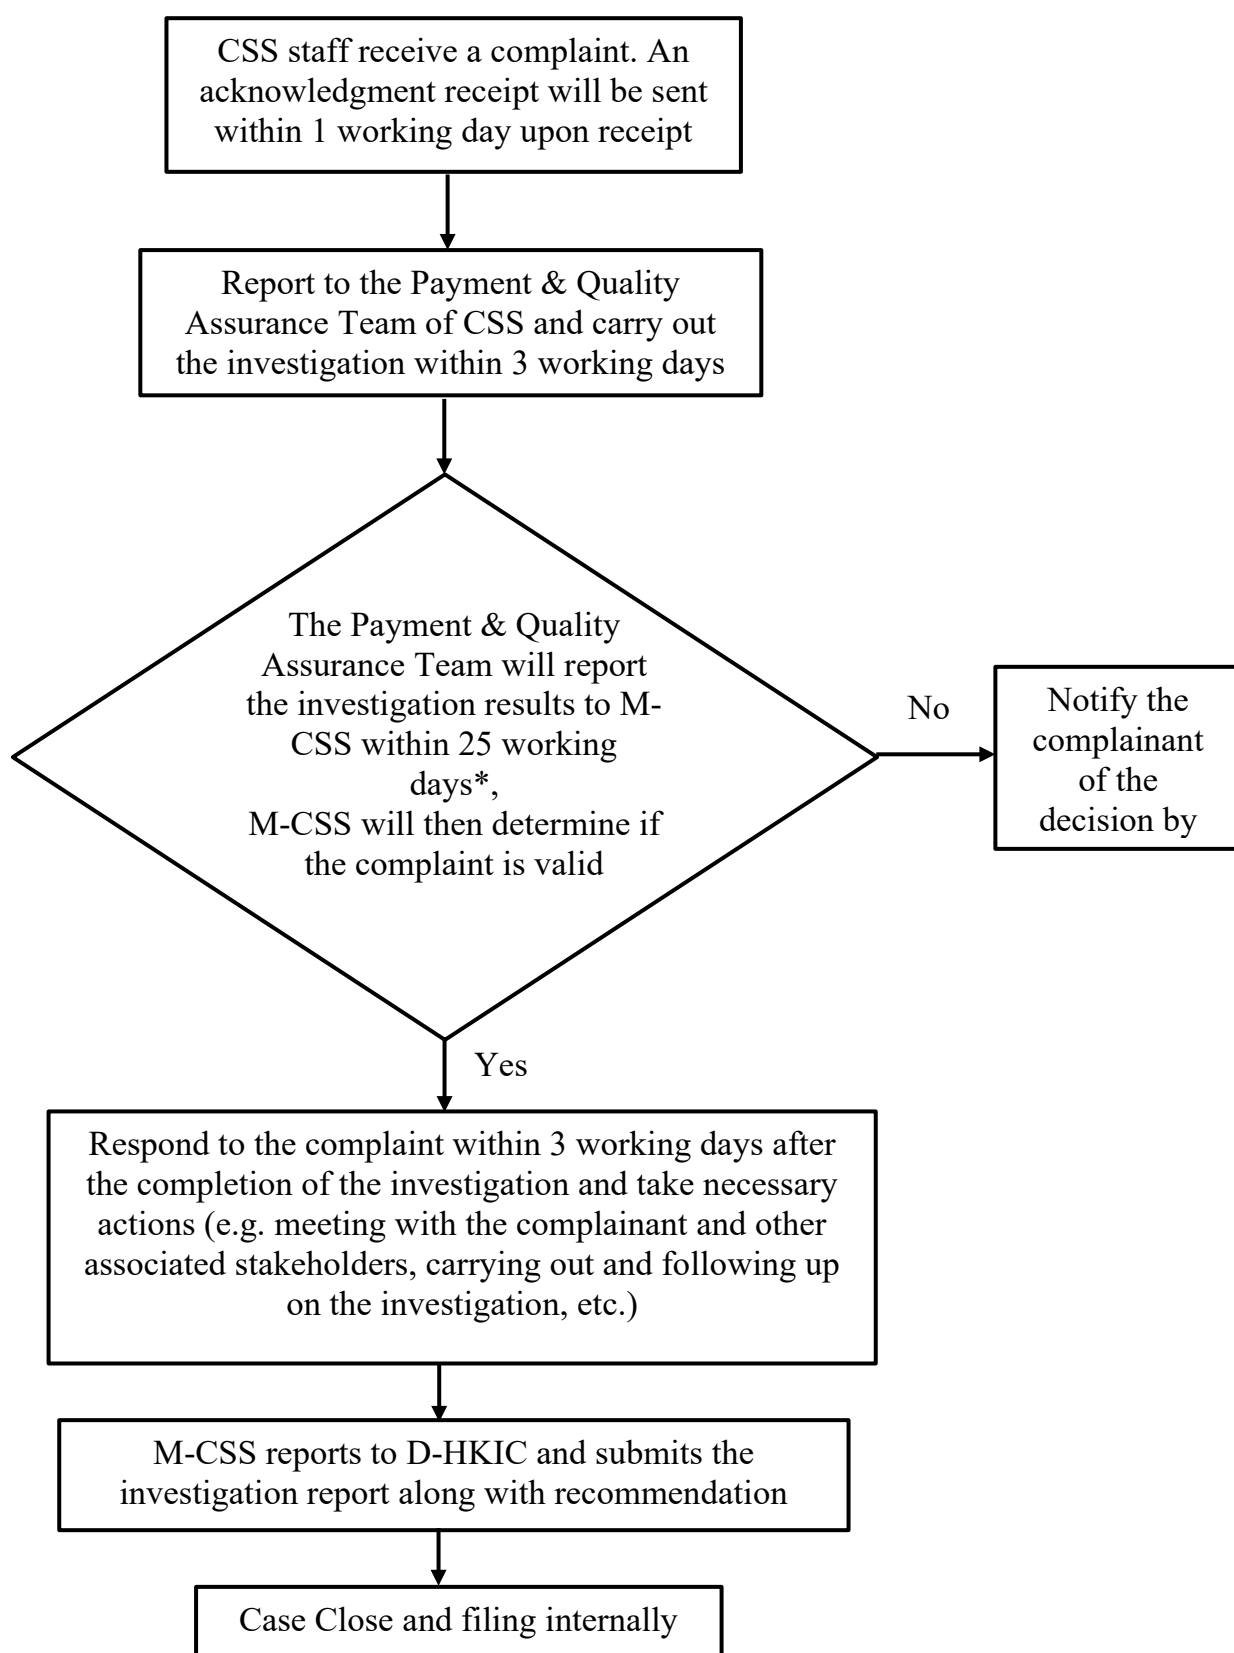 CSS staff receive a complaint. An
acknowledgment receipt will be sent
within 1 working day upon receipt
Report to the Payment & Quality
Assurance Team of CSS and carry out
the investigation within 3 working days
The Payment & Quality
Assurance Team will report
the investigation results to M-
CSS within 25 working
days*,
M-CSS will then determine if
the complaint is valid
No
Notify the
complainant
of the
decision by
Yes
Respond to the complaint within 3 working days after
the completion of the investigation and take necessary
actions (e.g. meeting with the complainant and other
associated stakeholders, carrying out and following up
on the investigation, etc.)
M-CSS reports to D-HKIC and submits the
investigation report along with recommendation
Case Close and filing internally